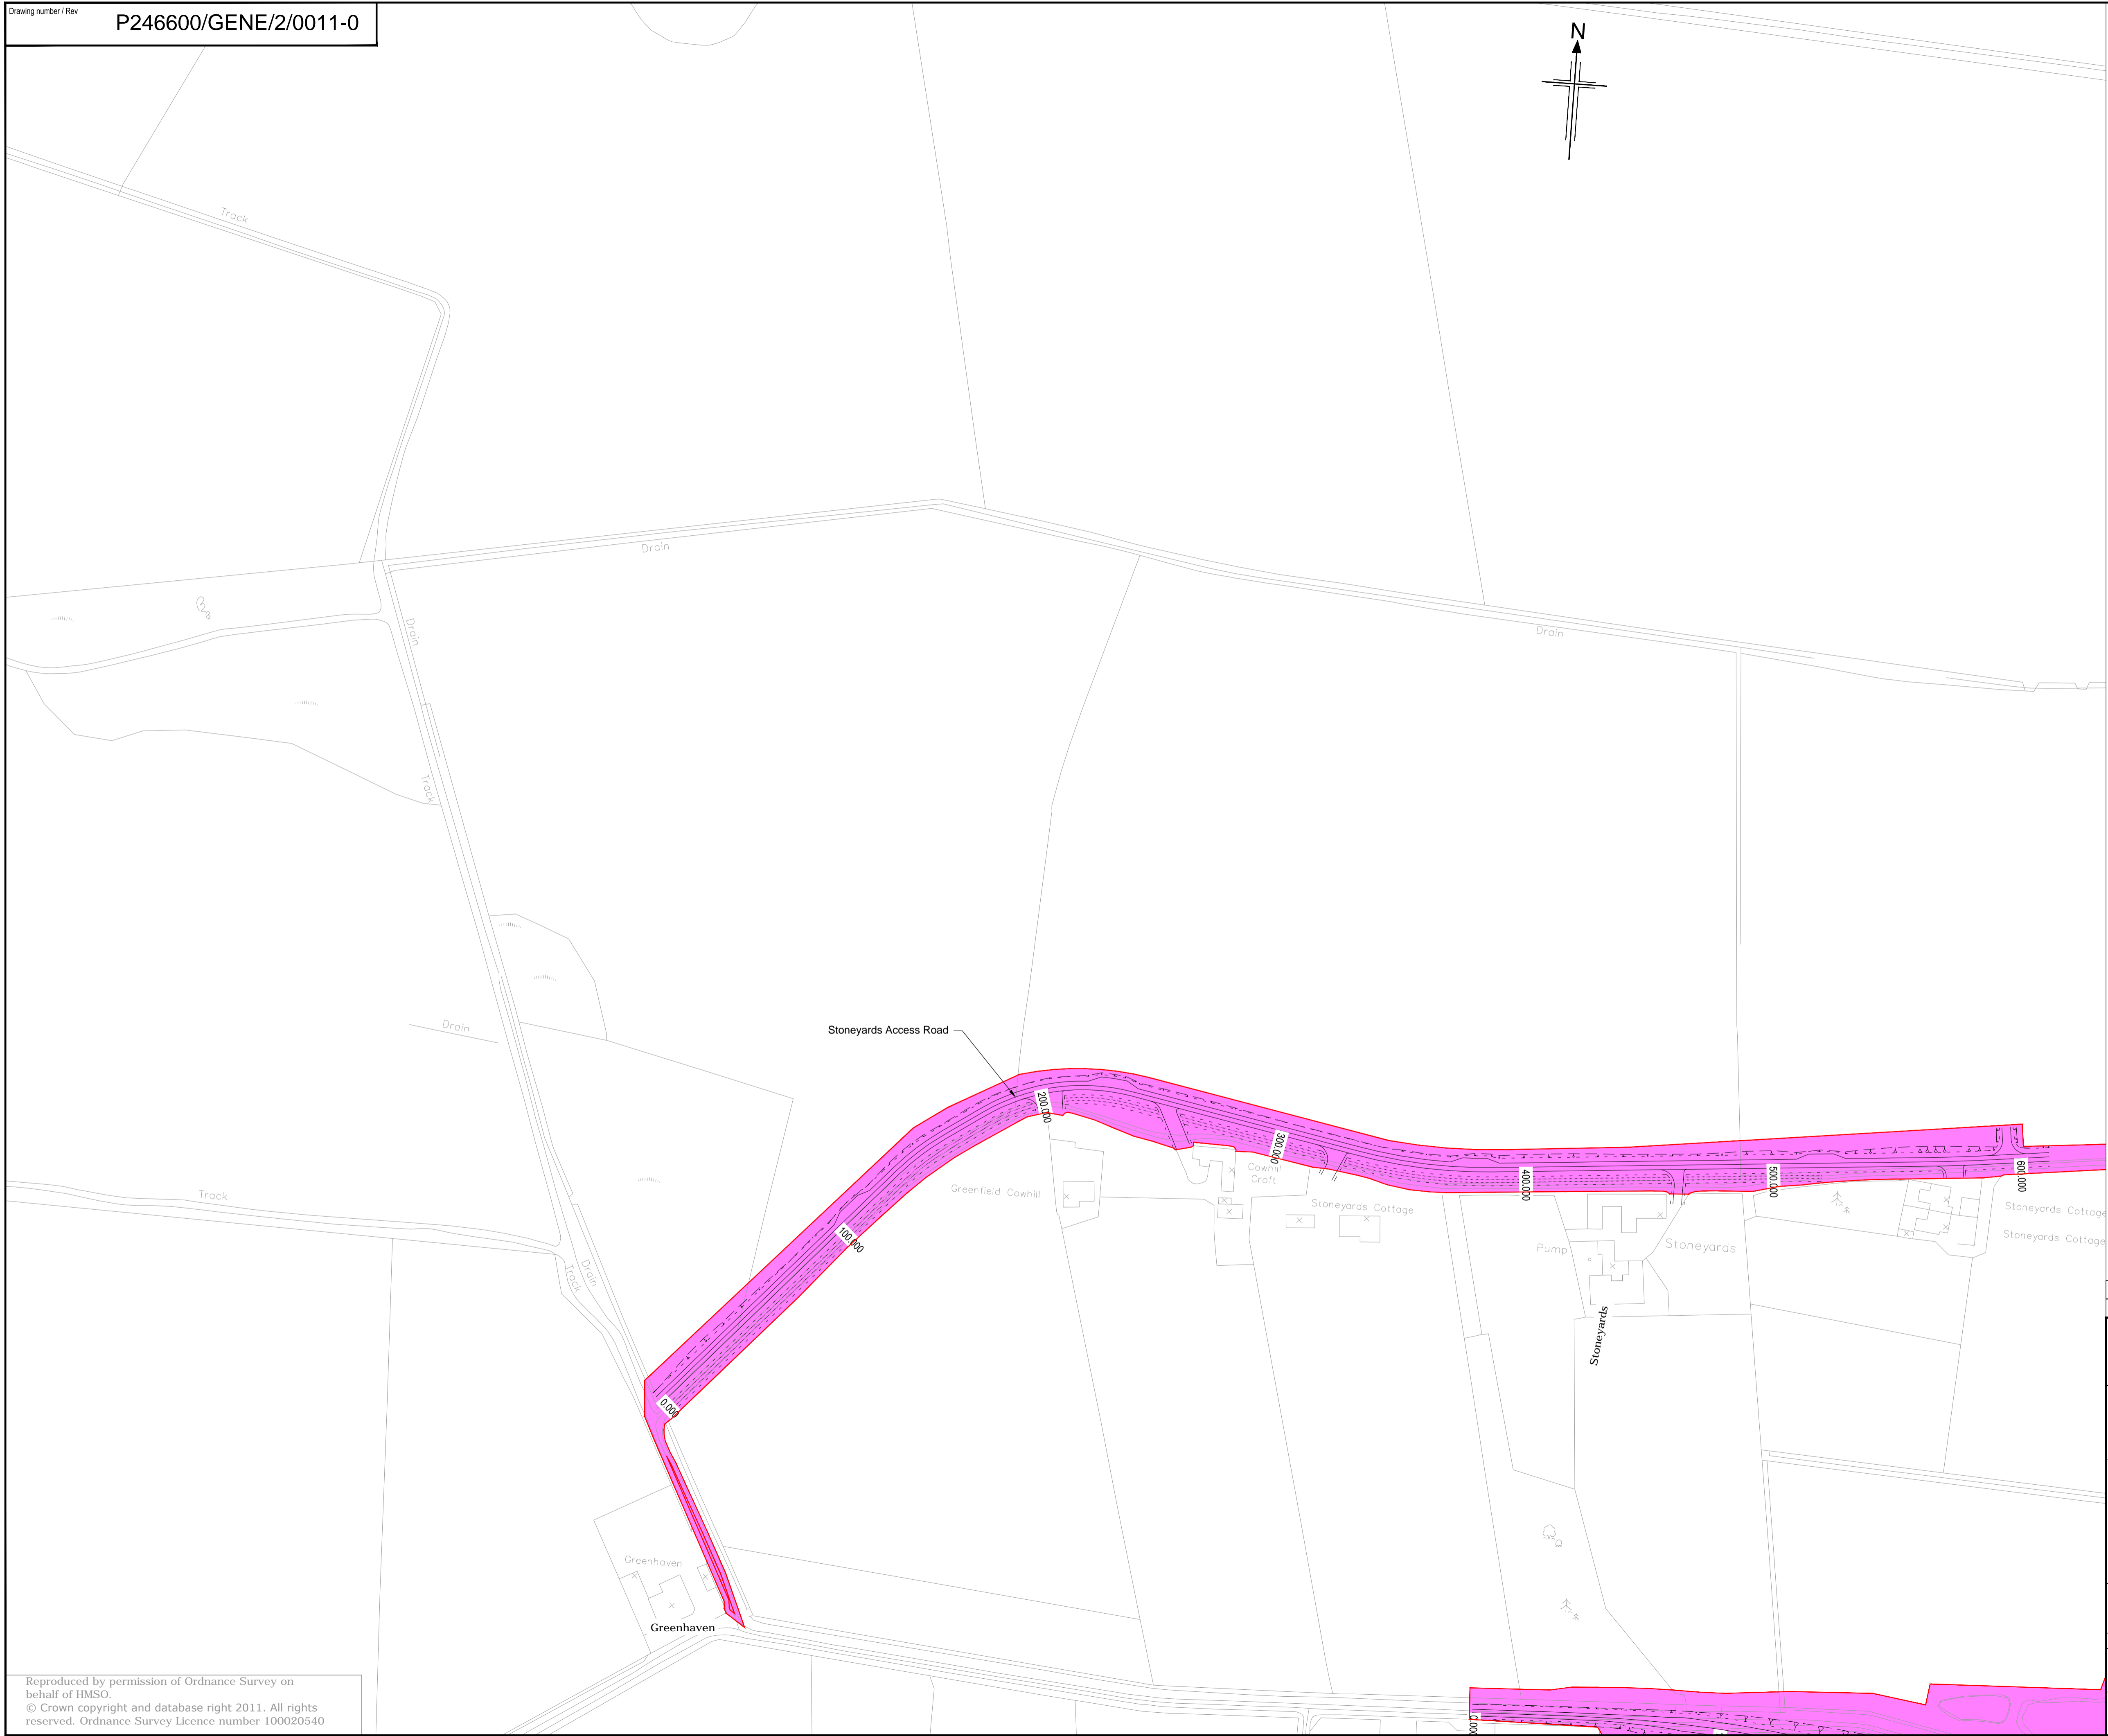 Drawing number / Rev
P246600/GENE/2/0011-0
N
Track
Drain
Drain
Drain
Track
Drain
Stoneyards Access Road
200.000
300.000
Cowhill
Croft
Greenfield Cowhill
Stoneyards Cottage
400.000
500.000
600.000
Stoneyards Cottage
Stoneyards Cottage
Pump
Stoneyards
Stoneyards
Track
100.000
Drain
Track
0.000
Greenhaven
Greenhaven
0.000
Reproduced by permission of Ordnance Survey on
behalf of HMSO.
© Crown copyright and database right 2011. All rights
reserved. Ordnance Survey Licence number 100020540